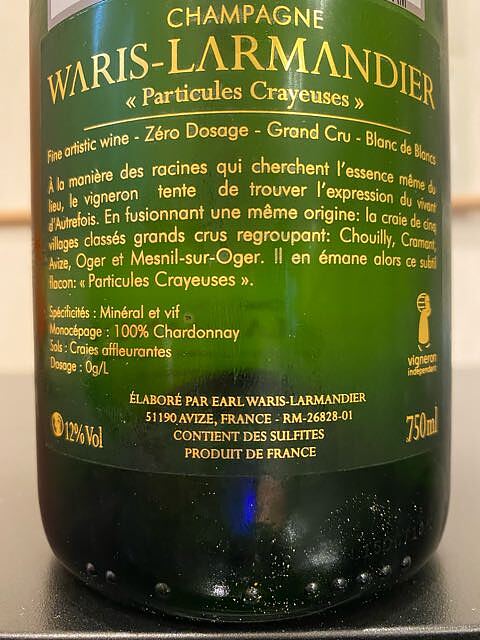 CHAMPAGNE
WARIS-LARMANDIER
« Particules Crayeuses »
Fine artistic wine - Zéro Dosage - Grand Cru - Blanc de Blancs
À la manière des racines qui cherchent l'essence même du
lieu, le vigneron tente de trouver l'expression du vivant
d'Autrefois. En fusionnant une même origine: la craie de cinq
villages classés grands crus regroupant: Chouilly, Cramant,
Avize, Oger et Mesnil-sur-Oger. Il en émane alors ce subtil
flacon: « Particules Crayeuses ».
Spécificités : Minéral et vif
Monocépage : 100% Chardonnay
Sols : Craies affleurantes
Dosage : 0g/L
vigneron
indépendant
ÉLABORÉ PAR EARL WARIS-LARMANDIER
51190 AVIZE, FRANCE - RM-26828-01
CONTIENT DES SULFITES
PRODUIT DE FRANCE
12% Vol
750ml